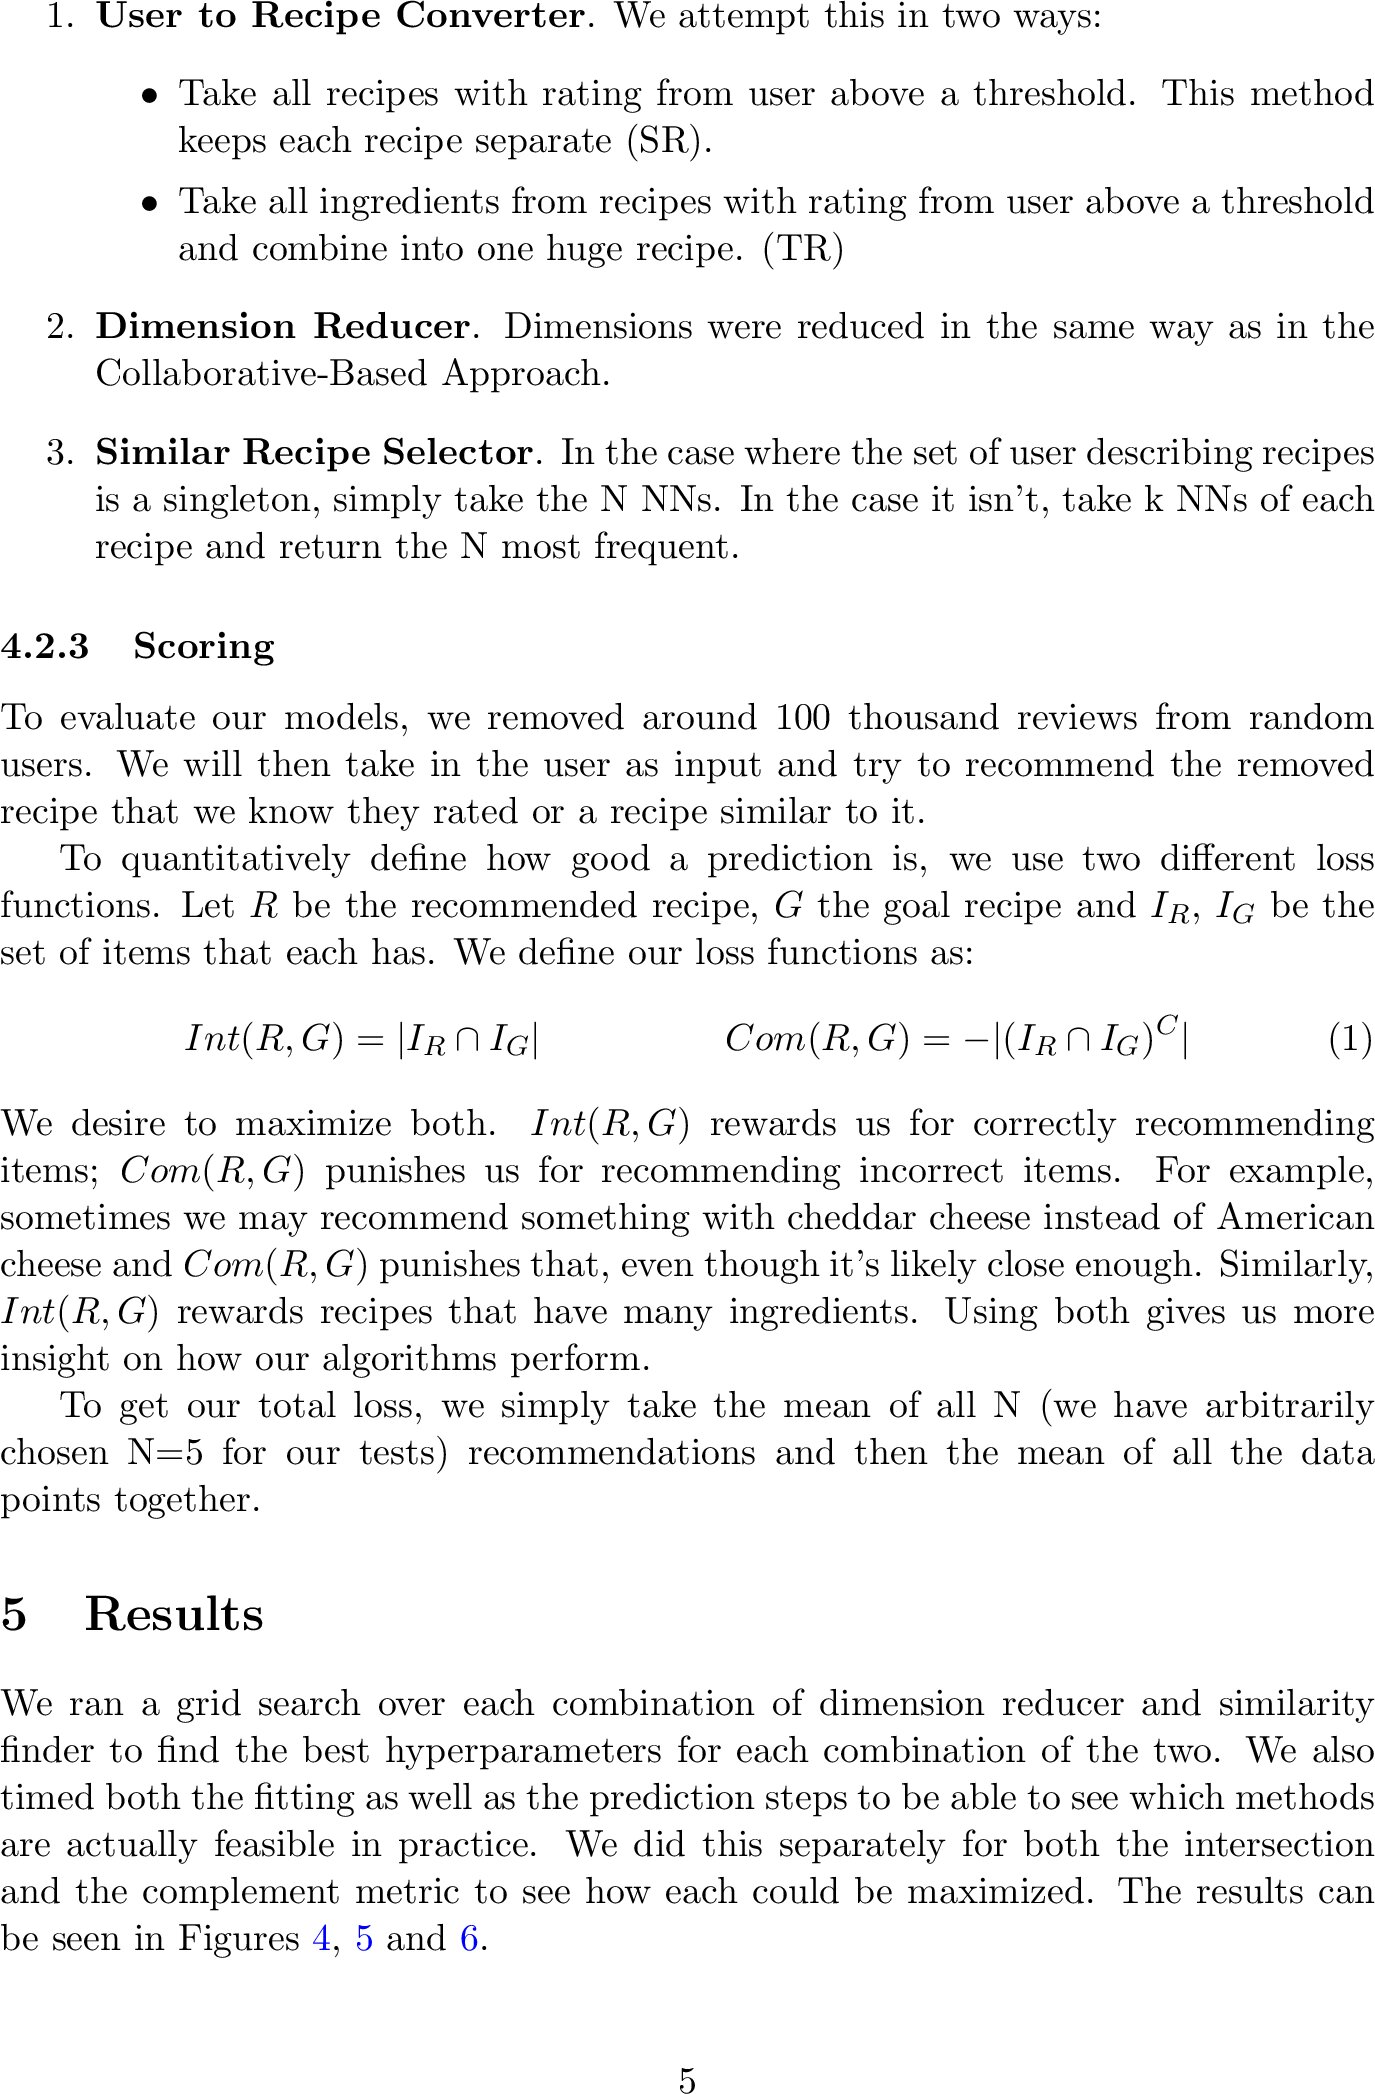 1. User to Recipe Converter. We attempt this in two ways:
• Take all recipes with rating from user above a threshold. This method
keeps each recipe separate (SR).
• Take all ingredients from recipes with rating from user above a threshold
and combine into one huge recipe. (TR)
2. Dimension Reducer. Dimensions were reduced in the same way as in the
Collaborative-Based Approach.
3. Similar Recipe Selector. In the case where the set of user describing recipes
is a singleton, simply take the N NNs. In the case it isn't, take k NNs of each
recipe and return the N most frequent.
4.2.3 Scoring
To evaluate our models, we removed around 100 thousand reviews from random
users. We will then take in the user as input and try to recommend the removed
recipe that we know they rated or a recipe similar to it.
To quantitatively define how good a prediction is, we use two different loss
functions. Let R be the recommended recipe, G the goal recipe and I_R, I_G be the
set of items that each has. We define our loss functions as:
Int(R, G) = |I_R ∩ I_G| Com(R, G) = −|(I_R ∩ I_G)^C| (1)
We desire to maximize both. Int(R, G) rewards us for correctly recommending
items; Com(R, G) punishes us for recommending incorrect items. For example,
sometimes we may recommend something with cheddar cheese instead of American
cheese and Com(R, G) punishes that, even though it's likely close enough. Similarly,
Int(R, G) rewards recipes that have many ingredients. Using both gives us more
insight on how our algorithms perform.
To get our total loss, we simply take the mean of all N (we have arbitrarily
chosen N=5 for our tests) recommendations and then the mean of all the data
points together.
5 Results
We ran a grid search over each combination of dimension reducer and similarity
finder to find the best hyperparameters for each combination of the two. We also
timed both the fitting as well as the prediction steps to be able to see which methods
are actually feasible in practice. We did this separately for both the intersection
and the complement metric to see how each could be maximized. The results can
be seen in Figures 4, 5 and 6.
5